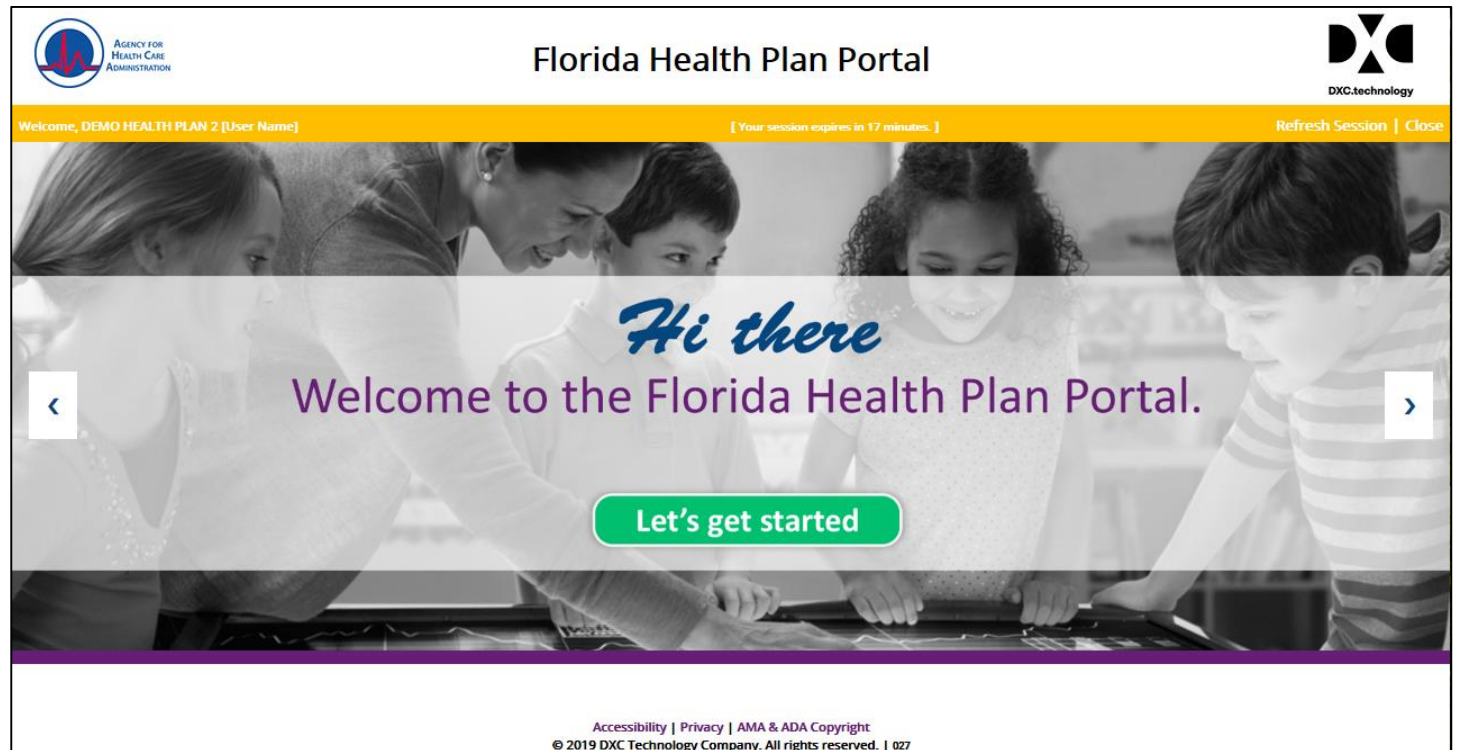 AGENCY FOR
HEALTH CARE
ADMINISTRATION
Florida Health Plan Portal
DXC.technology
Welcome, DEMO HEALTH PLAN 2 [User Name]
[ Your session expires in 17 minutes. ]
Refresh Session | Close
Hi there
‹ Welcome to the Florida Health Plan Portal. ›
Let's get started
Accessibility | Privacy | AMA & ADA Copyright
© 2019 DXC Technology Company. All rights reserved. | 027